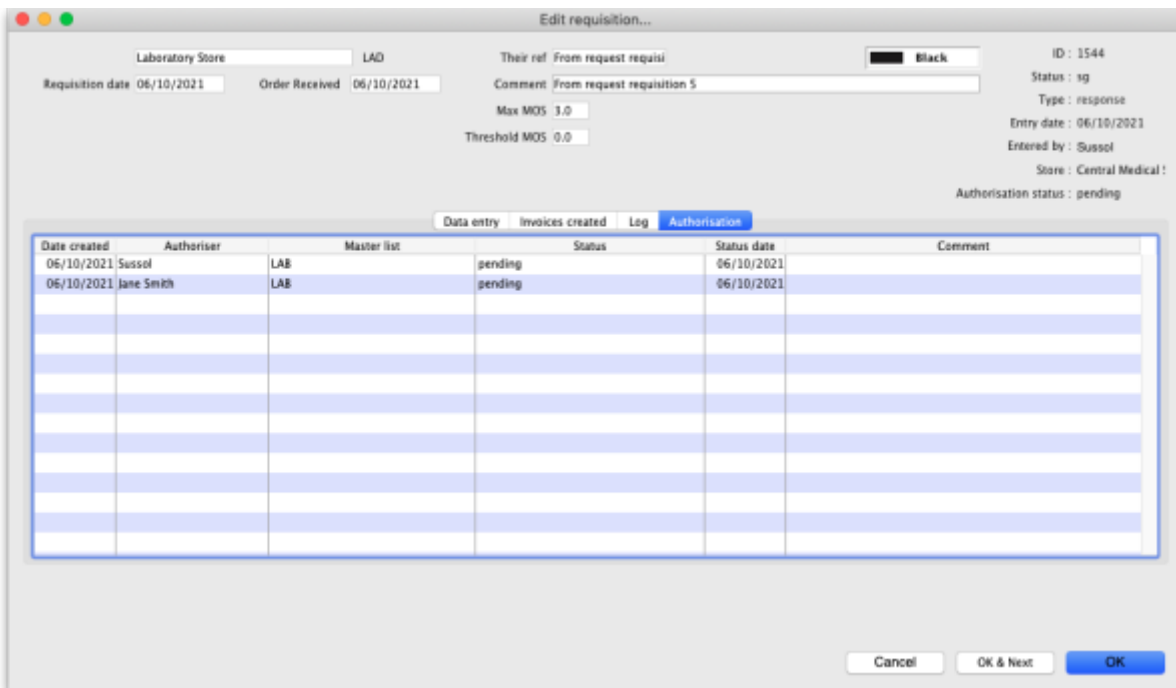 Edit requisition...
Laboratory Store LAD Their ref From request requisi Black ID : 1544
Requisition date 06/10/2021 Order Received 06/10/2021 Comment From request requisition 5 Status : sg
Max MOS 3.0 Type : response
Threshold MOS 0.0 Entry date : 06/10/2021
Entered by : Sussol
Store : Central Medical S
Authorisation status : pending
Data entry Invoices created Log Authorisation
Date created Authoriser Master list Status Status date Comment
06/10/2021 Sussol LAB pending 06/10/2021
06/10/2021 Jane Smith LAB pending 06/10/2021
Cancel OK & Next OK